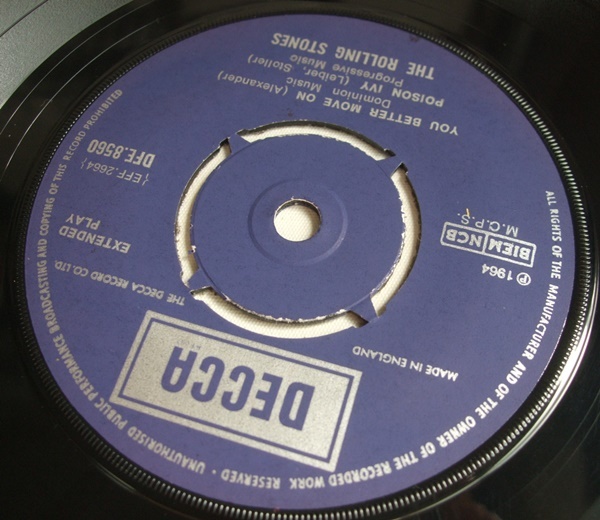 ALL RIGHTS OF THE MANUFACTURER AND OF THE OWNER OF THE RECORDED WORK RESERVED · UNAUTHORISED PUBLIC PERFORMANCE BROADCASTING AND COPYING OF THIS RECORD PROHIBITED
DECCA
MADE IN ENGLAND
THE DECCA RECORD CO. LTD.
℗ 1964
BIEM NCB
M.C.P.S.
EXTENDED
PLAY
(EFF.2664)
DFE.8560
YOU BETTER MOVE ON (Alexander)
Dominion Music
POISON IVY (Leiber, Stoller)
Progressive Music
THE ROLLING STONES